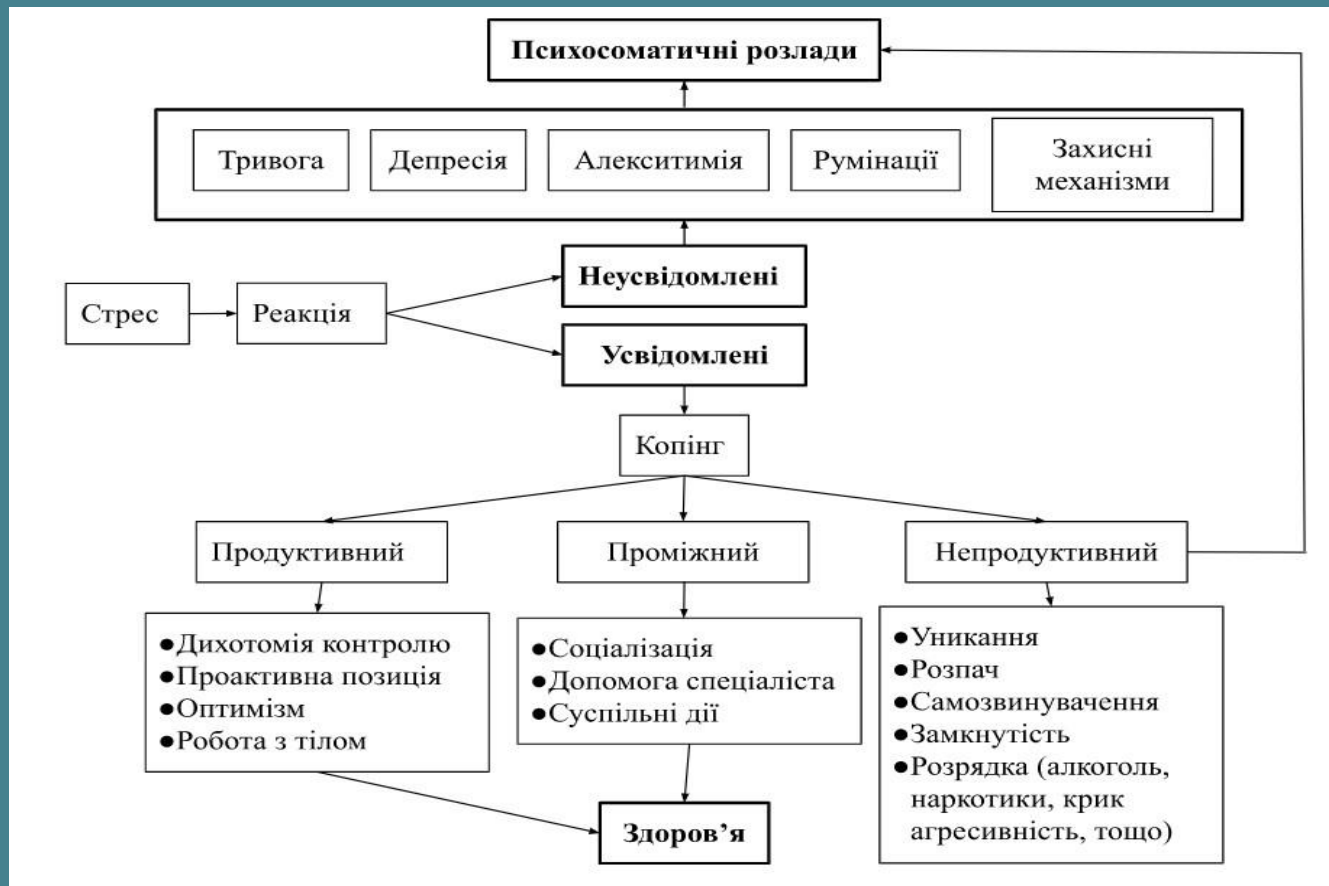 Психосоматичні розлади
Тривога
Депресія
Алекситимія
Румінації
Захисні
механізми
Неусвідомлені
Стрес
Реакція
Усвідомлені
Копінг
Продуктивний
Проміжний
Непродуктивний
●Дихотомія контролю
●Проактивна позиція
●Оптимізм
●Робота з тілом
●Соціалізація
●Допомога спеціаліста
●Суспільні дії
●Уникання
●Розпач
●Самозвинувачення
●Замкнутість
●Розрядка (алкоголь,
наркотики, крик
агресивність, тощо)
Здоров’я